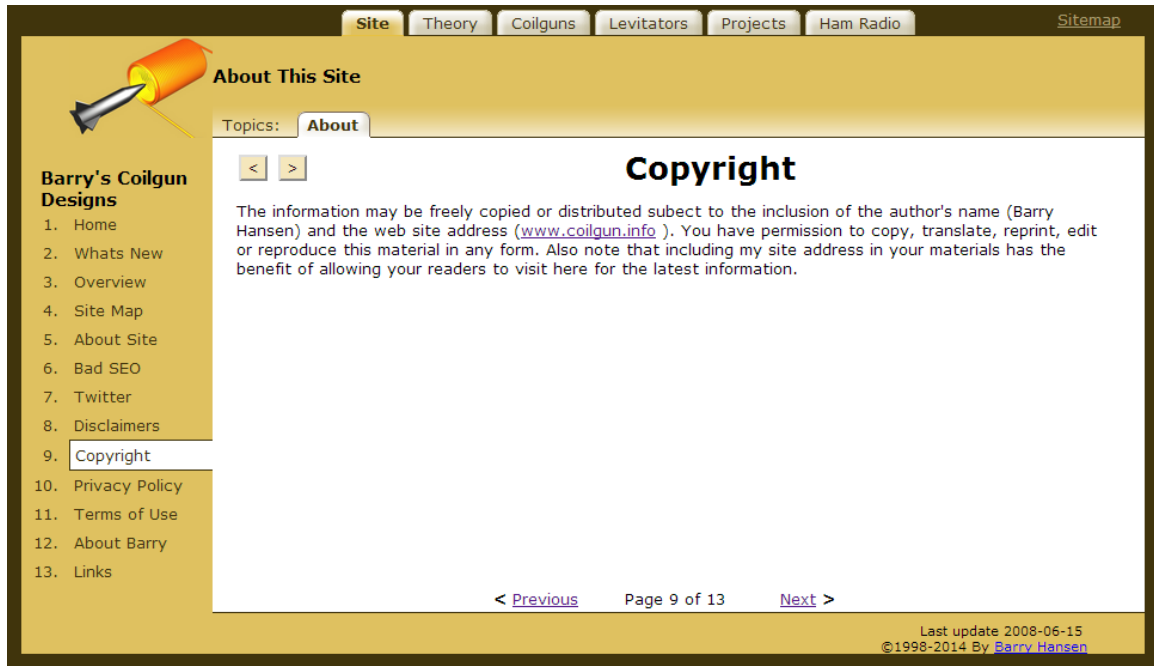 Site Theory Coilguns Levitators Projects Ham Radio Sitemap
About This Site
Topics: About
Barry's Coilgun
Designs
1. Home
2. Whats New
3. Overview
4. Site Map
5. About Site
6. Bad SEO
7. Twitter
8. Disclaimers
9. Copyright
10. Privacy Policy
11. Terms of Use
12. About Barry
13. Links
< >
Copyright
The information may be freely copied or distributed subect to the inclusion of the author's name (Barry
Hansen) and the web site address (www.coilgun.info ). You have permission to copy, translate, reprint, edit
or reproduce this material in any form. Also note that including my site address in your materials has the
benefit of allowing your readers to visit here for the latest information.
< Previous Page 9 of 13 Next >
Last update 2008-06-15
©1998-2014 By Barry Hansen